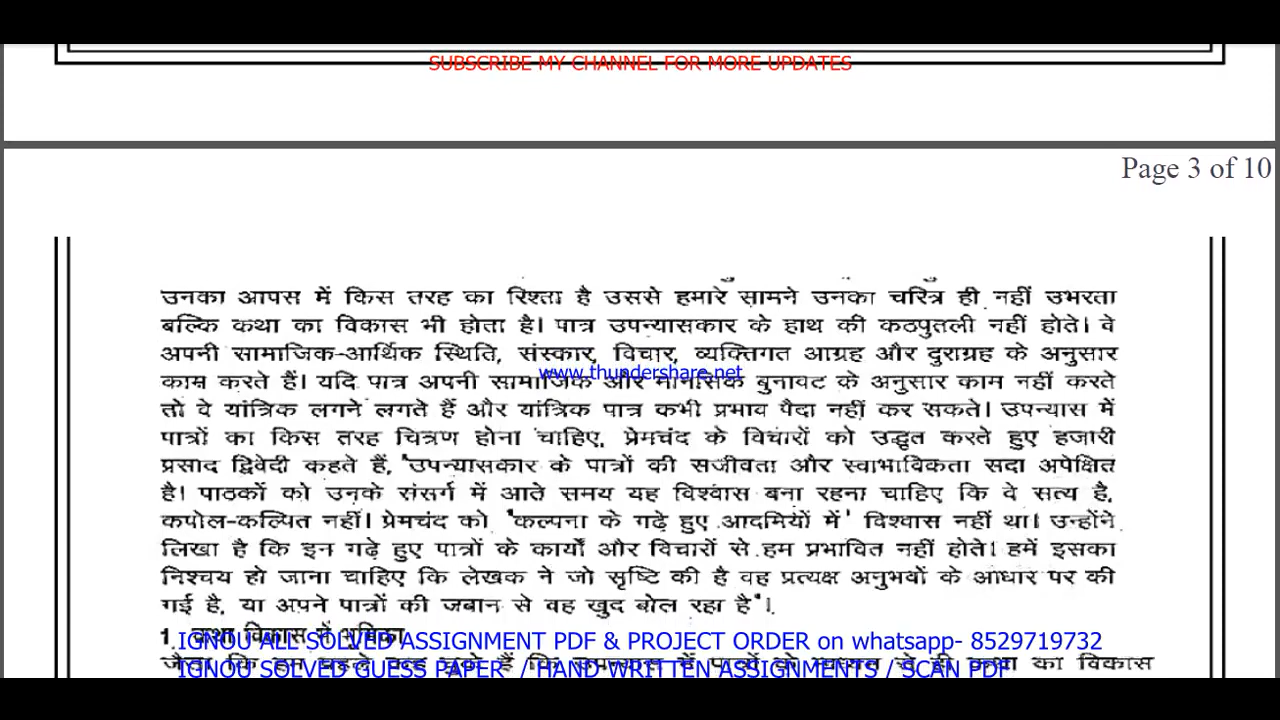 SUBSCRIBE MY CHANNEL FOR MORE UPDATES
Page 3 of 10
उनका आपस में किस तरह का रिश्ता है उससे हमारे सामने उनका चरित्र ही नहीं उभरता
बल्कि कथा का विकास भी होता है। पात्र उपन्यासकार के हाथ की कठपुतली नहीं होते। वे
अपनी सामाजिक-आर्थिक स्थिति, संस्कार, विचार, व्यक्तिगत आग्रह और दुराग्रह के अनुसार
www.thundershare.net
काम करते हैं। यदि पात्र अपनी सामाजिक और मानसिक बुनावट के अनुसार काम नहीं करते
तो वे यांत्रिक लगने लगते हैं और यांत्रिक पात्र कभी प्रभाव पैदा नहीं कर सकते। उपन्यास में
पात्रों का किस तरह चित्रण होना चाहिए, प्रेमचंद के विचारों को उद्धृत करते हुए हजारी
प्रसाद द्विवेदी कहते हैं, "उपन्यासकार के पात्रों की सजीवता और स्वाभाविकता सदा अपेक्षित
है। पाठकों को उनके संसर्ग में आते समय यह विश्वास बना रहना चाहिए कि वे सत्य है,
कपोल-कल्पित नहीं। प्रेमचंद को "कल्पना के गढ़े हुए आदमियों में' विश्वास नहीं था। उन्होंने
लिखा है कि इन गढ़े हुए पात्रों के कार्यों और विचारों से हम प्रभावित नहीं होते। हमें इसका
निश्चय हो जाना चाहिए कि लेखक ने जो सृष्टि की है वह प्रत्यक्ष अनुभवों के आधार पर की
गई है, या अपने पात्रों की जबान से वह खुद बोल रहा है"।
1. कथा विकास में भूमिका
IGNOU ALL SOLVED ASSIGNMENT PDF & PROJECT ORDER on whatsapp- 8529719732
जैसा कि हम पहले कह चुके हैं कि उपन्यास में पात्रों के से ही कथा का विकास
IGNOU SOLVED GUESS PAPER / HAND WRITTEN ASSIGNMENTS / SCAN PDF